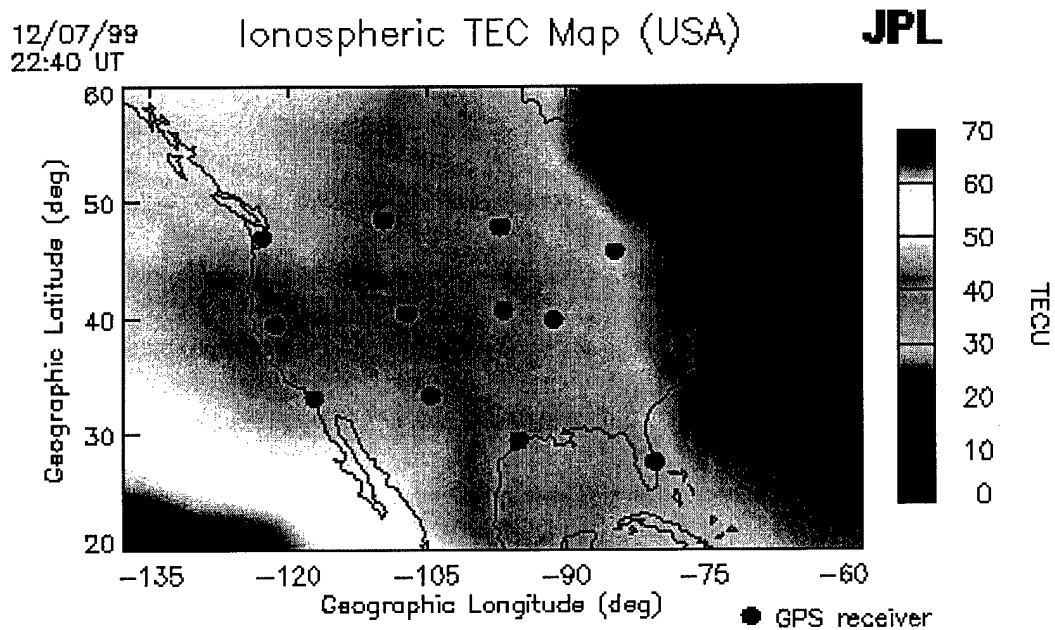 12/07/99
22:40 UT
Ionospheric TEC Map (USA)
JPL
60
50
40
30
20
Geographic Latitude (deg)
-135
-120
-105
-90
-75
-60
Geographic Longitude (deg)
GPS receiver
70
60
50
40
30
20
10
0
TECU